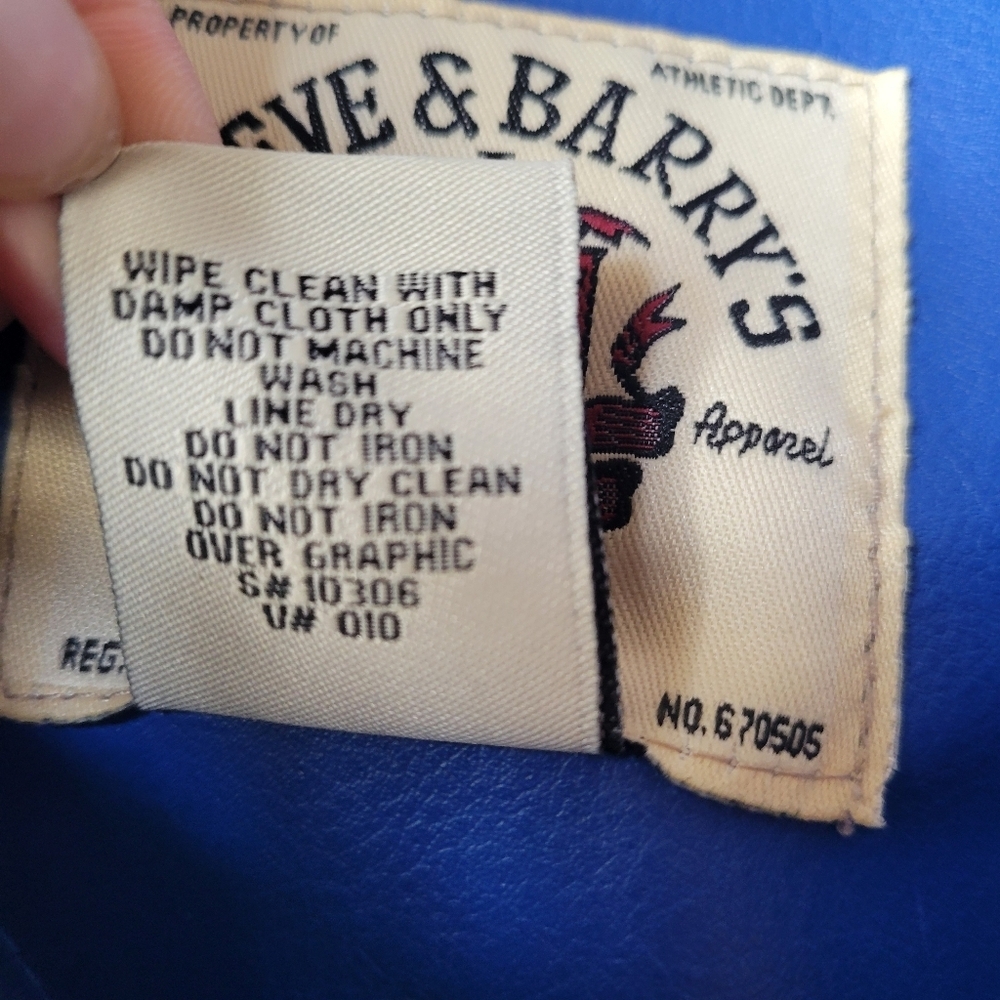 PROPERTY OF
ATHLETIC DEPT.
EVE & BARRY'S
Apparel
WIPE CLEAN WITH
DAMP CLOTH ONLY
DO NOT MACHINE
WASH
LINE DRY
DO NOT IRON
DO NOT DRY CLEAN
DO NOT IRON
OVER GRAPHIC
S# 10306
V# 010
REG.
NO. 670505